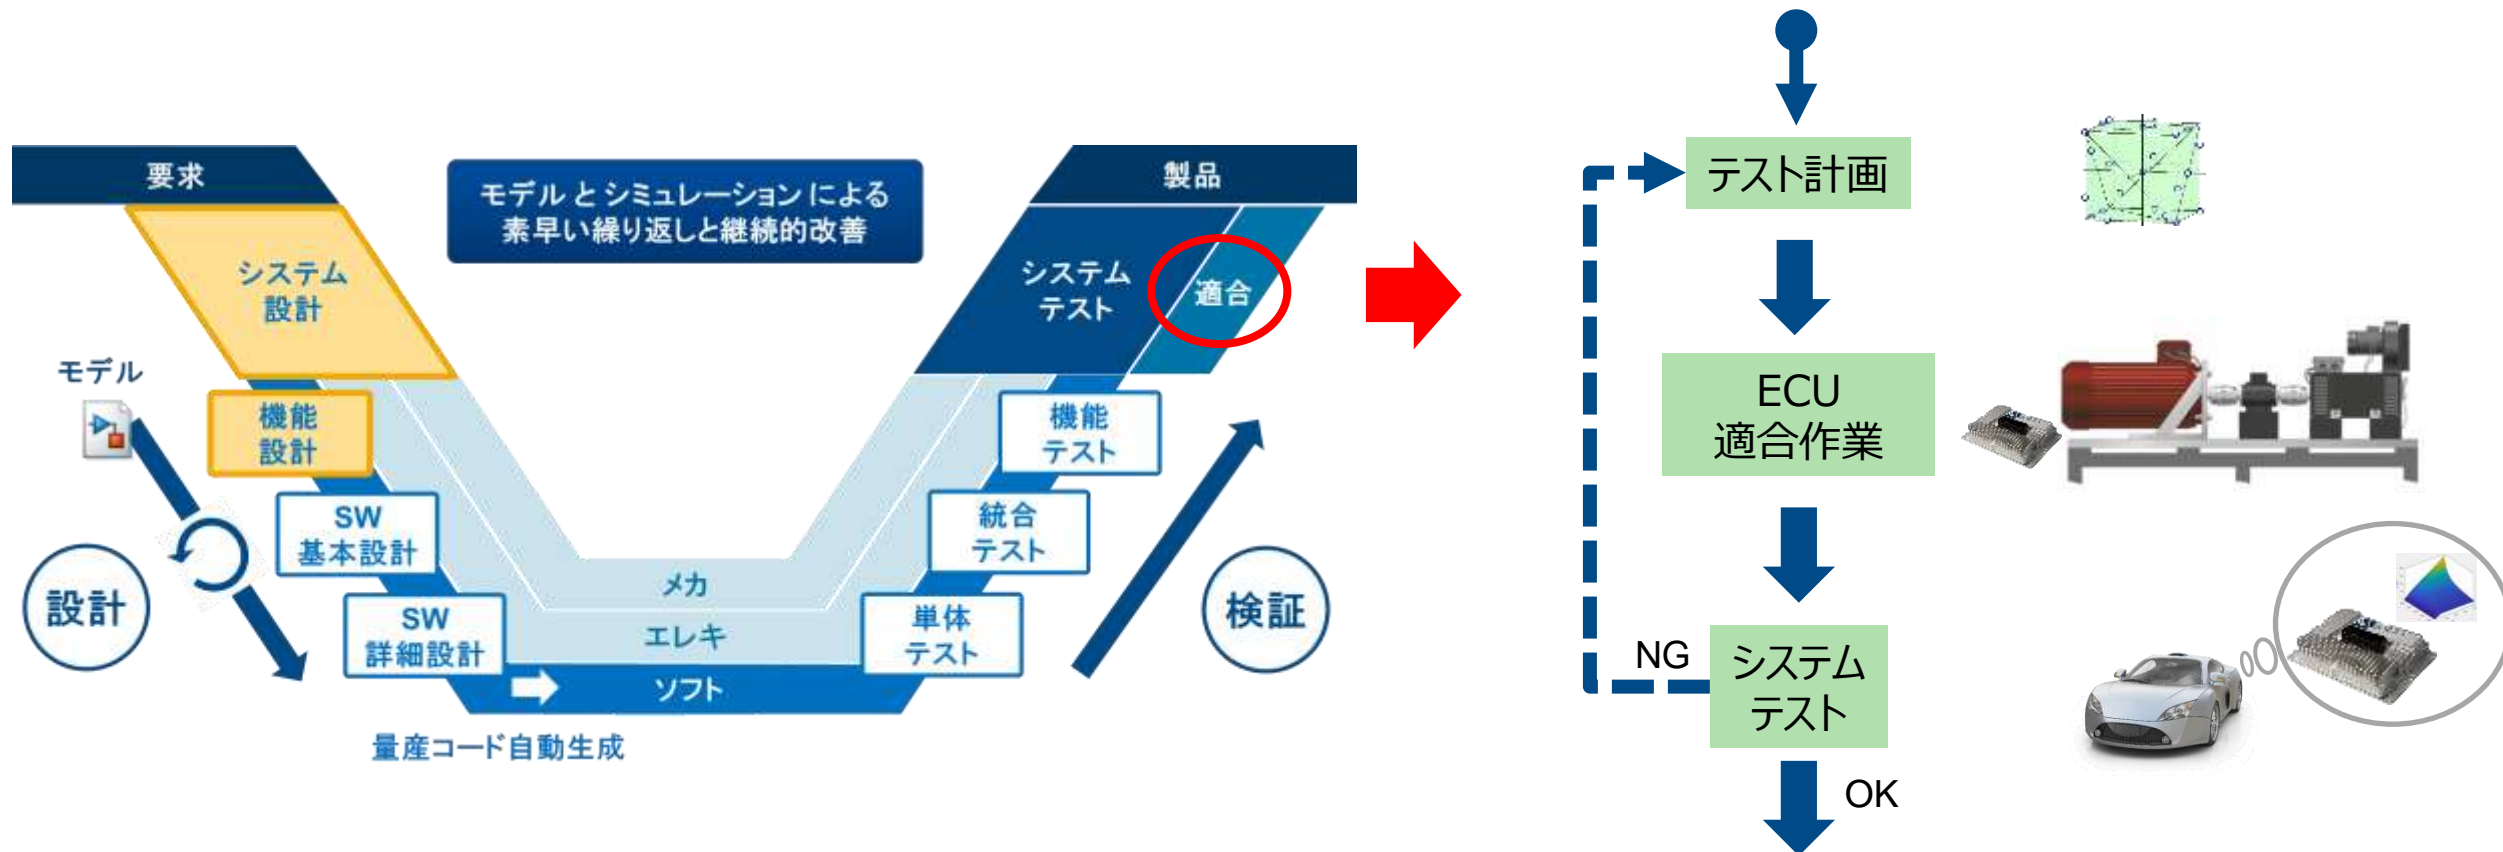 要求
モデルとシミュレーションによる
素早い繰り返しと継続的改善
製品
システム
設計
システム
テスト
適合
モデル
機能
設計
機能
テスト
SW
基本設計
統合
テスト
設計
検証
SW
詳細設計
単体
テスト
メカ
エレキ
ソフト
量産コード自動生成
テスト計画
ECU
適合作業
システム
テスト
NG
OK